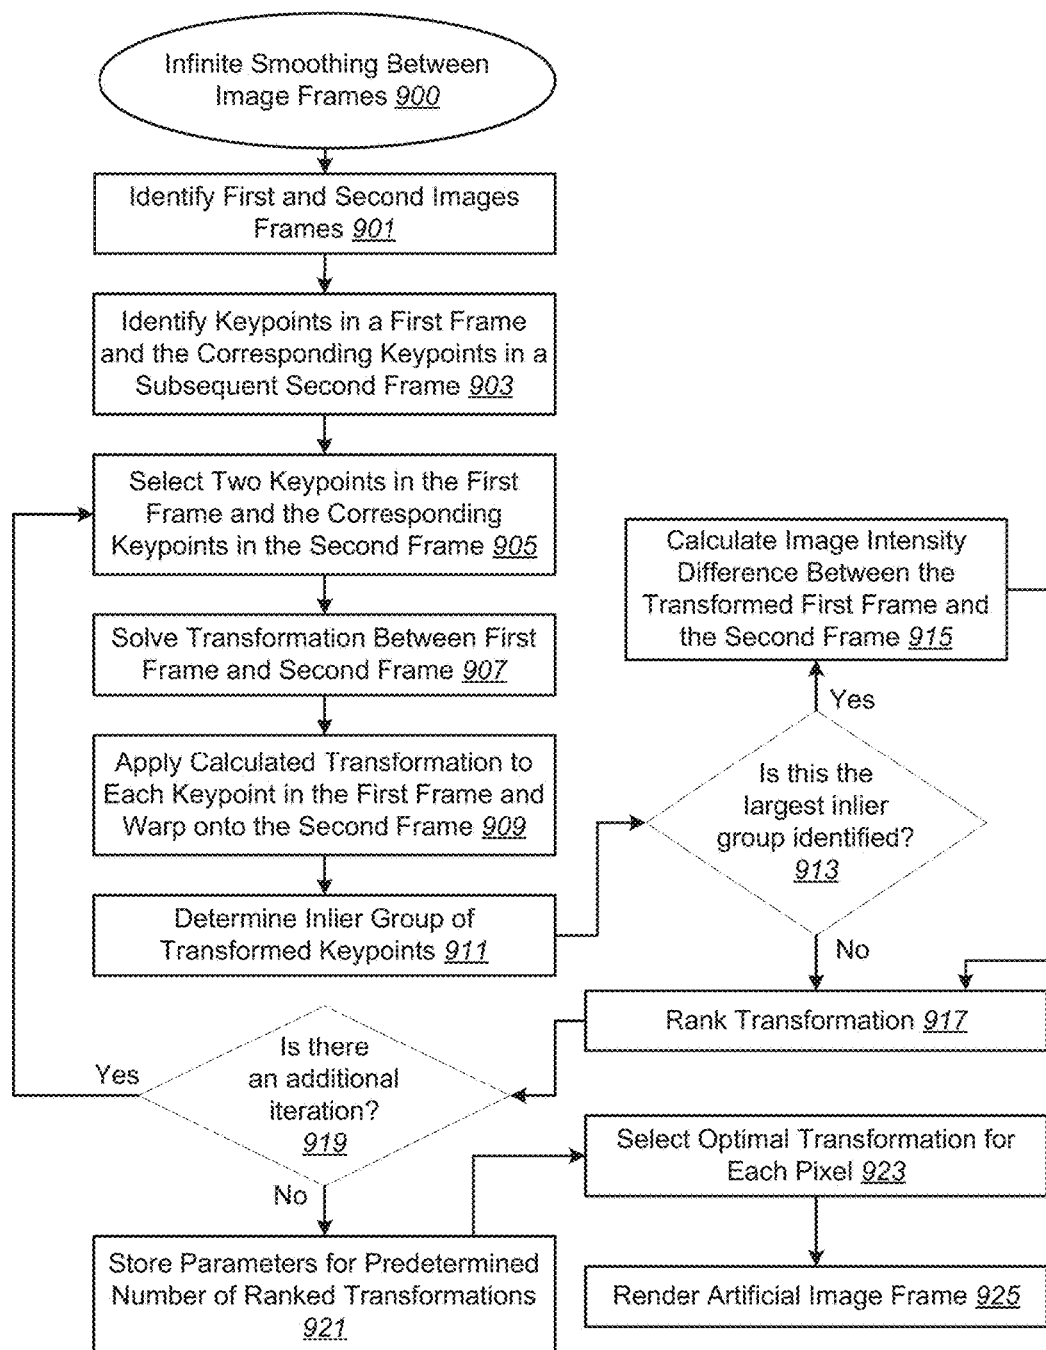 Infinite Smoothing Between
Image Frames 900
Identify First and Second Images
Frames 901
Identify Keypoints in a First Frame
and the Corresponding Keypoints in a
Subsequent Second Frame 903
Select Two Keypoints in the First
Frame and the Corresponding
Keypoints in the Second Frame 905
Solve Transformation Between First
Frame and Second Frame 907
Apply Calculated Transformation to
Each Keypoint in the First Frame and
Warp onto the Second Frame 909
Determine Inlier Group of
Transformed Keypoints 911
Is this the
largest inlier
group identified?
913
Yes
Calculate Image Intensity
Difference Between the
Transformed First Frame and
the Second Frame 915
No
Rank Transformation 917
Is there
an additional
iteration?
919
Yes
No
Store Parameters for Predetermined
Number of Ranked Transformations
921
Select Optimal Transformation for
Each Pixel 923
Render Artificial Image Frame 925